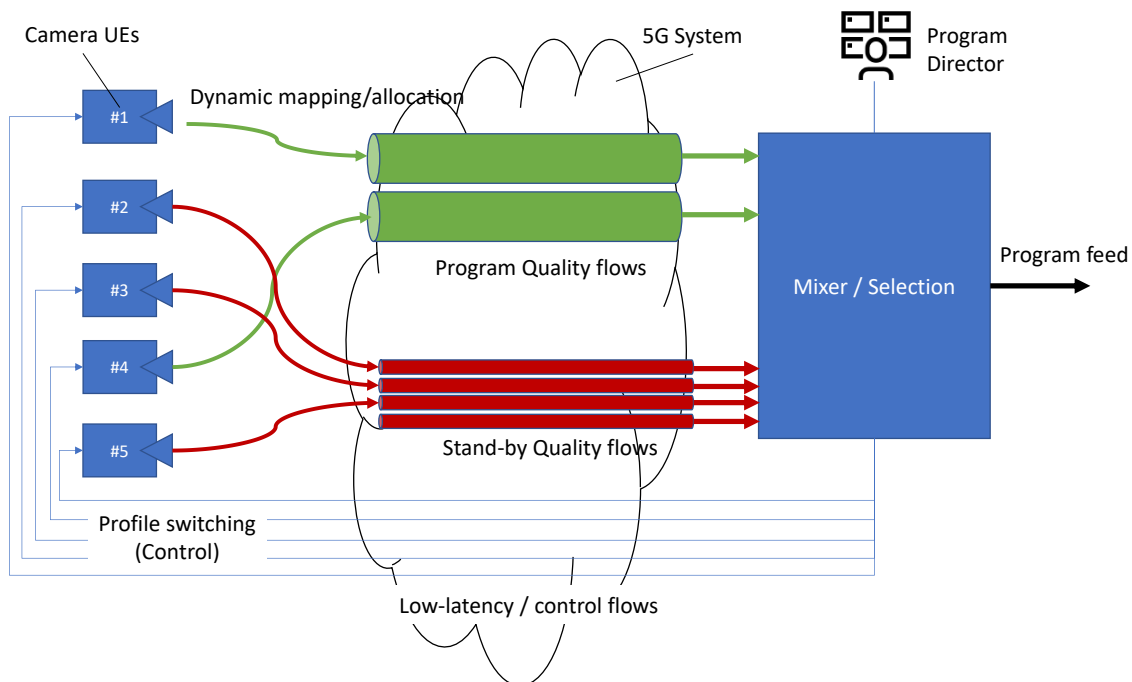 Camera UEs
5G System
Program
Director
Dynamic mapping/allocation
#1
#2
Program Quality flows
Program feed
#3
Mixer / Selection
#4
#5
Stand-by Quality flows
Profile switching
(Control)
Low-latency / control flows